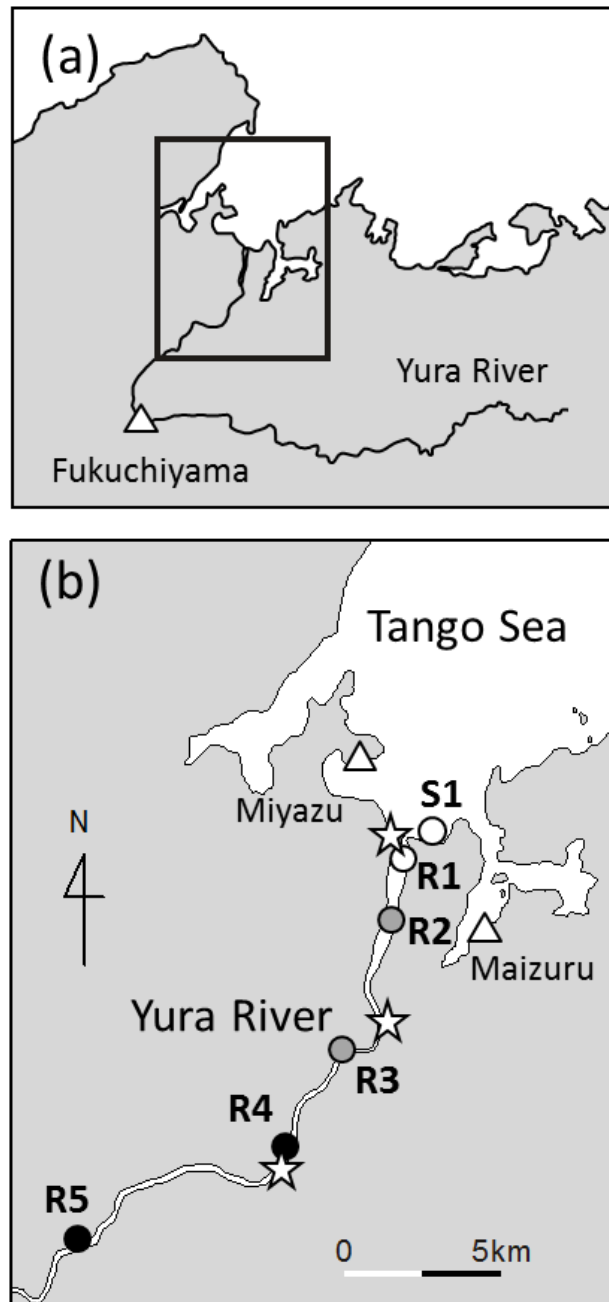 (a)
Yura River
Fukuchiyama
(b)
Tango Sea
S1
Miyazu
N
R1
R2
Maizuru
Yura River
R3
R4
R5
0 5km